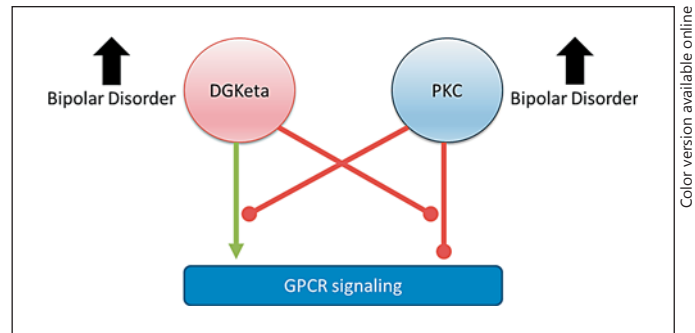 DGKeta
PKC
Bipolar Disorder
Bipolar Disorder
GPCR signaling
Color version available online